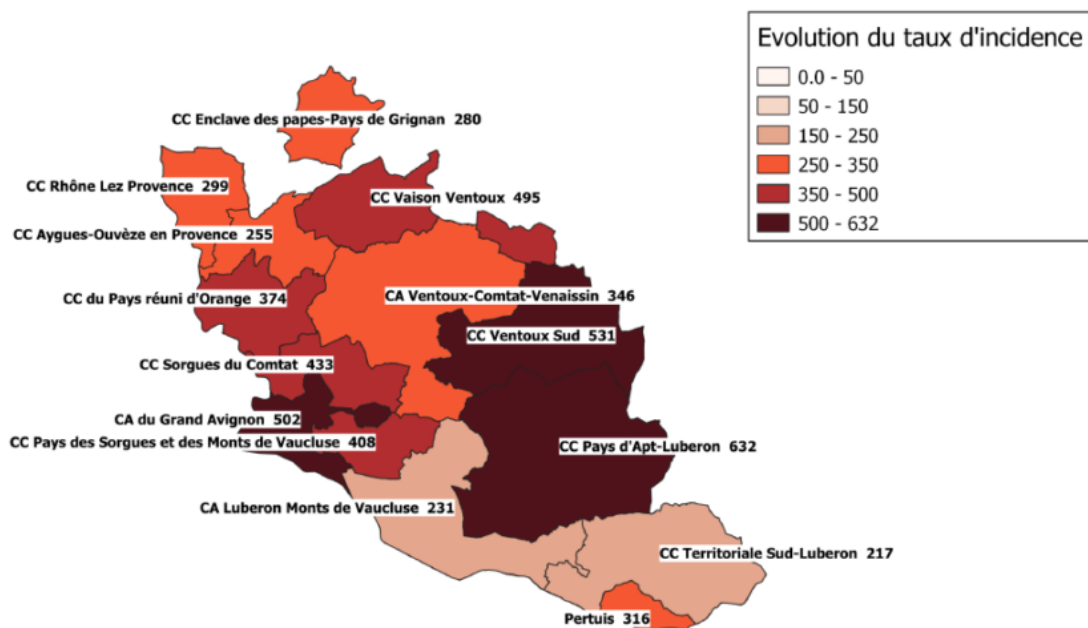 Evolution du taux d'incidence
0.0 - 50
50 - 150
150 - 250
250 - 350
350 - 500
500 - 632
CC Enclave des papes-Pays de Grignan 280
CC Rhône Lez Provence 299
CC Vaison Ventoux 495
CC Aygues-Ouvèze en Provence 255
CC du Pays réuni d'Orange 374
CA Ventoux-Comtat-Venaissin 346
CC Ventoux Sud 531
CC Sorgues du Comtat 433
CA du Grand Avignon 502
CC Pays des Sorgues et des Monts de Vaucluse 408
CC Pays d'Apt-Luberon 632
CA Luberon Monts de Vaucluse 231
CC Territoriale Sud-Luberon 217
Pertuis 316